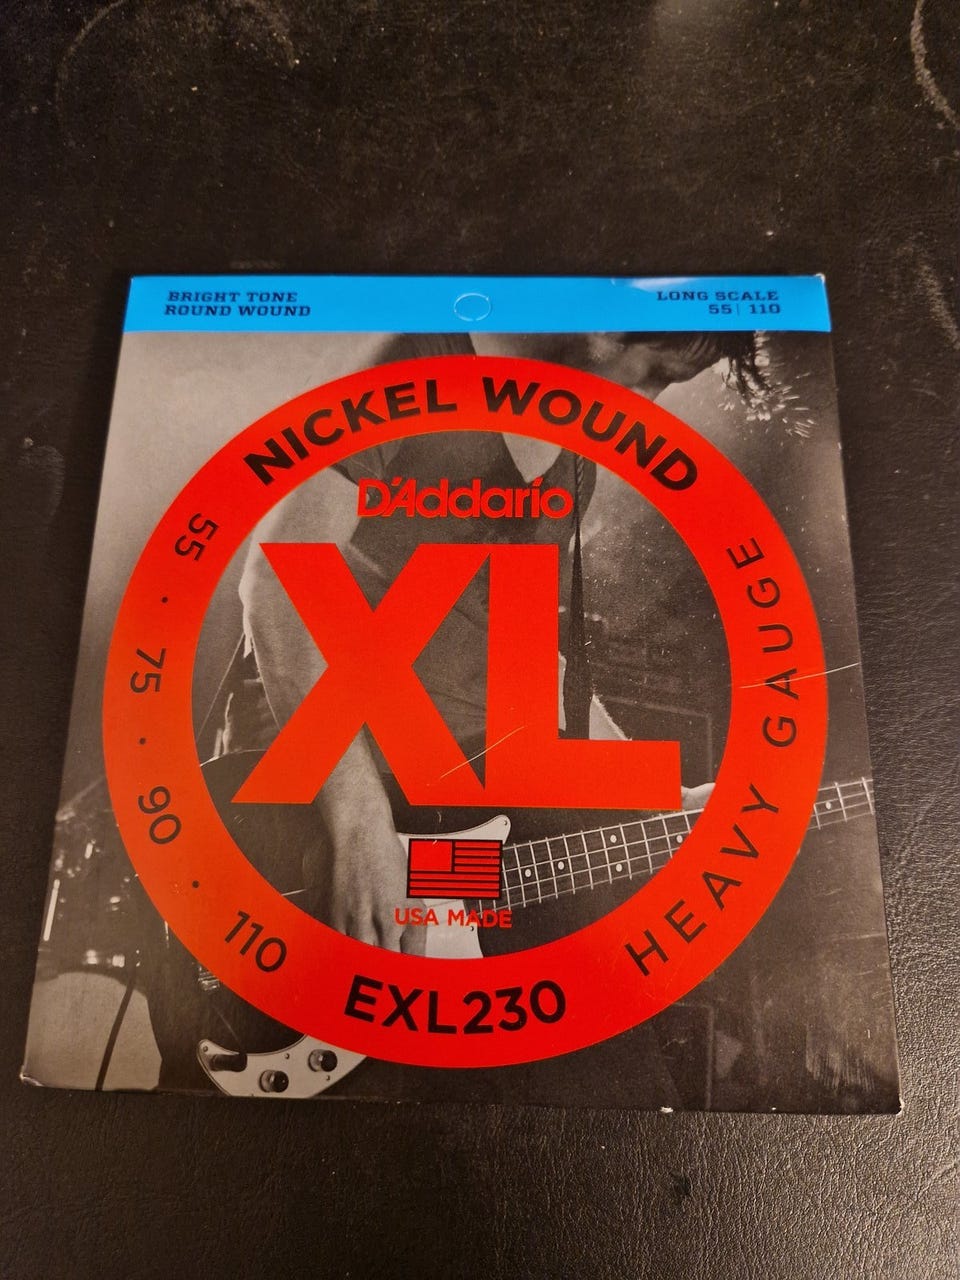 BRIGHT TONE
ROUND WOUND
LONG SCALE
55 | 110
NICKEL WOUND
D'Addario
XL
USA MADE
55 · 75 · 90 · 110
EXL230
HEAVY GAUGE